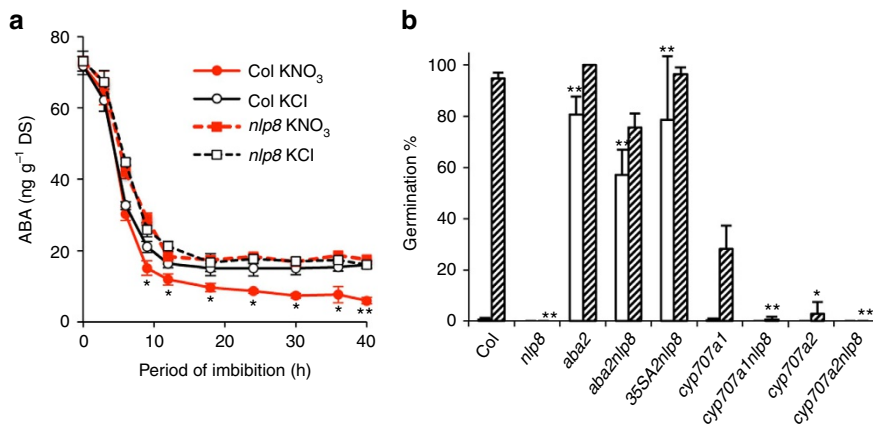 a
80
60
40
20
0
ABA (ng g⁻¹ DS)
0 10 20 30 40
Period of imbibition (h)
Col KNO₃
Col KCl
nlp8 KNO₃
nlp8 KCl
* * * * * * **
b
100
80
60
40
20
0
Germination %
** ** ** ** ** * **
Col
nlp8
aba2
aba2nlp8
35SA2nlp8
cyp707a1
cyp707a1nlp8
cyp707a2
cyp707a2nlp8